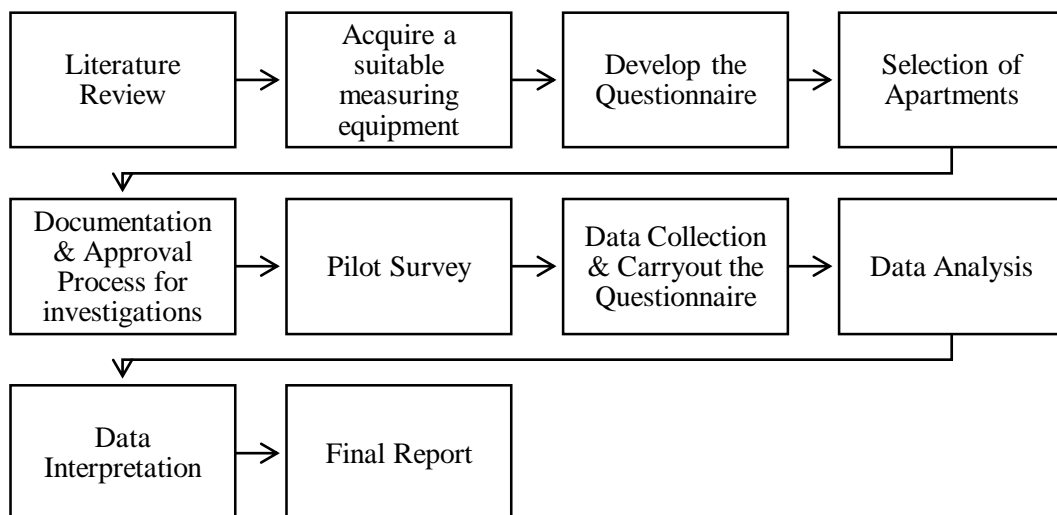 Literature
Review
Acquire a
suitable
measuring
equipment
Develop the
Questionnaire
Selection of
Apartments
Documentation
& Approval
Process for
investigations
Pilot Survey
Data Collection
& Carryout the
Questionnaire
Data Analysis
Data
Interpretation
Final Report